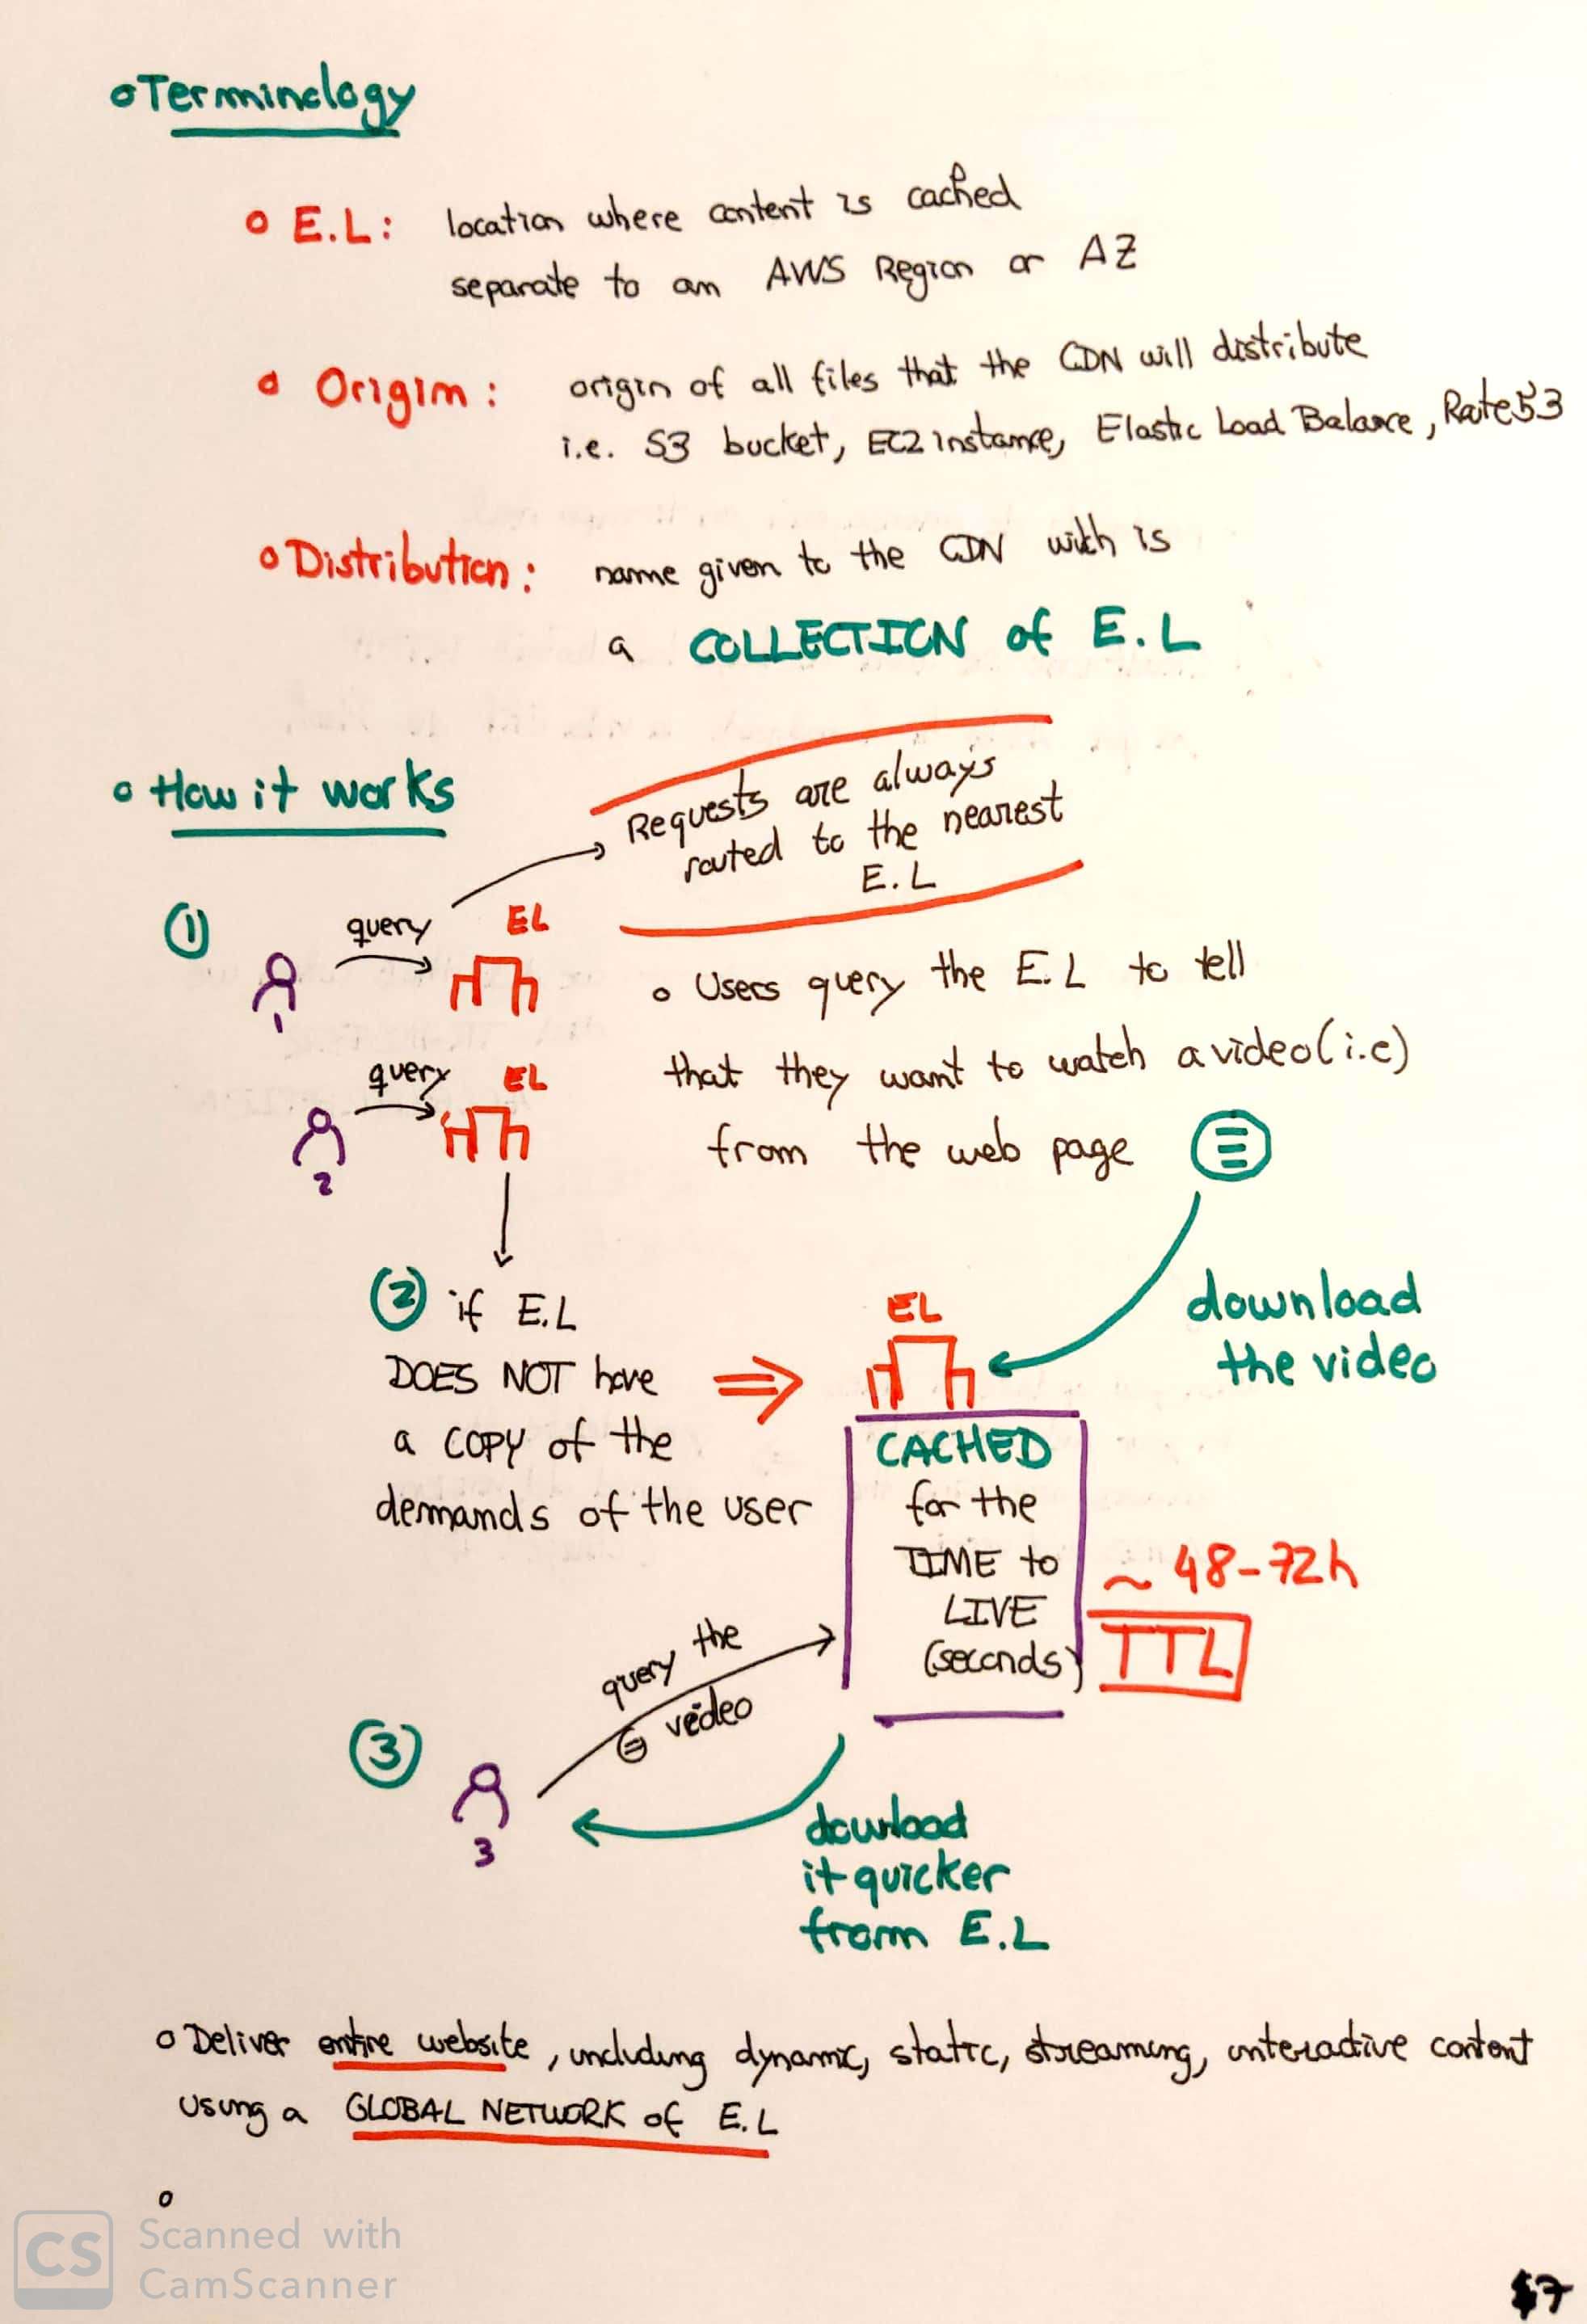 Terminology
E.L: location where content is cached
separate to an AWS Region or AZ
Origin: origin of all files that the CDN will distribute
i.e. S3 bucket, EC2 instance, Elastic Load Balance, Rate53
Distribution: name given to the CDN with is
a COLLECTION of E.L
How it works
Requests are always
routed to the nearest
E.L
1
query
EL
1
query
EL
2
Users query the E.L to tell
that they want to watch a video (i.e)
from the web page
2 if E.L
DOES NOT have
a COPY of the
demands of the user
EL
download
the video
CACHED
for the
TIME to
LIVE
(seconds)
~ 48-72h
TTL
3
query the
video
3
download
it quicker
from E.L
Deliver entire website, including dynamic, static, streaming, interactive content
using a GLOBAL NETWORK of E.L
CS Scanned with
CamScanner